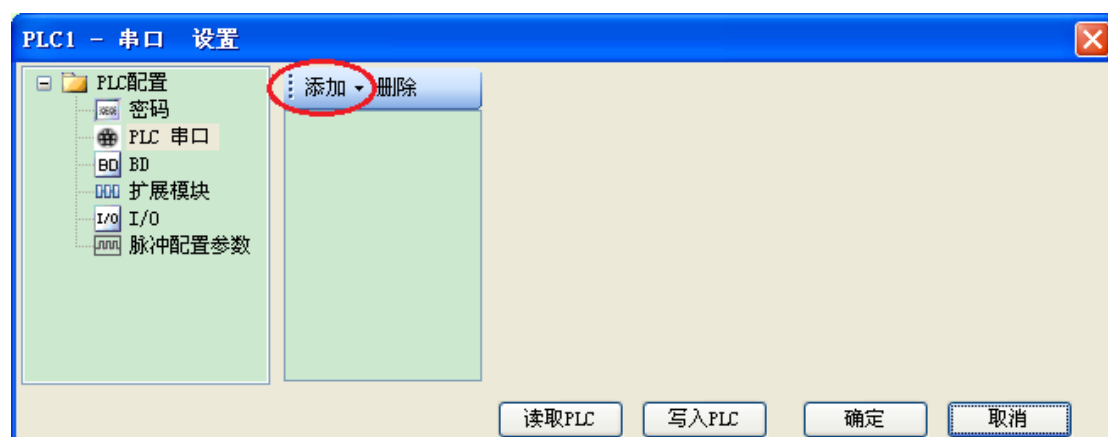 PLC1 - 串口 设置
PLC配置
密码
PLC 串口
BD BD
扩展模块
I/O I/O
脉冲配置参数
添加 删除
读取PLC 写入PLC 确定 取消